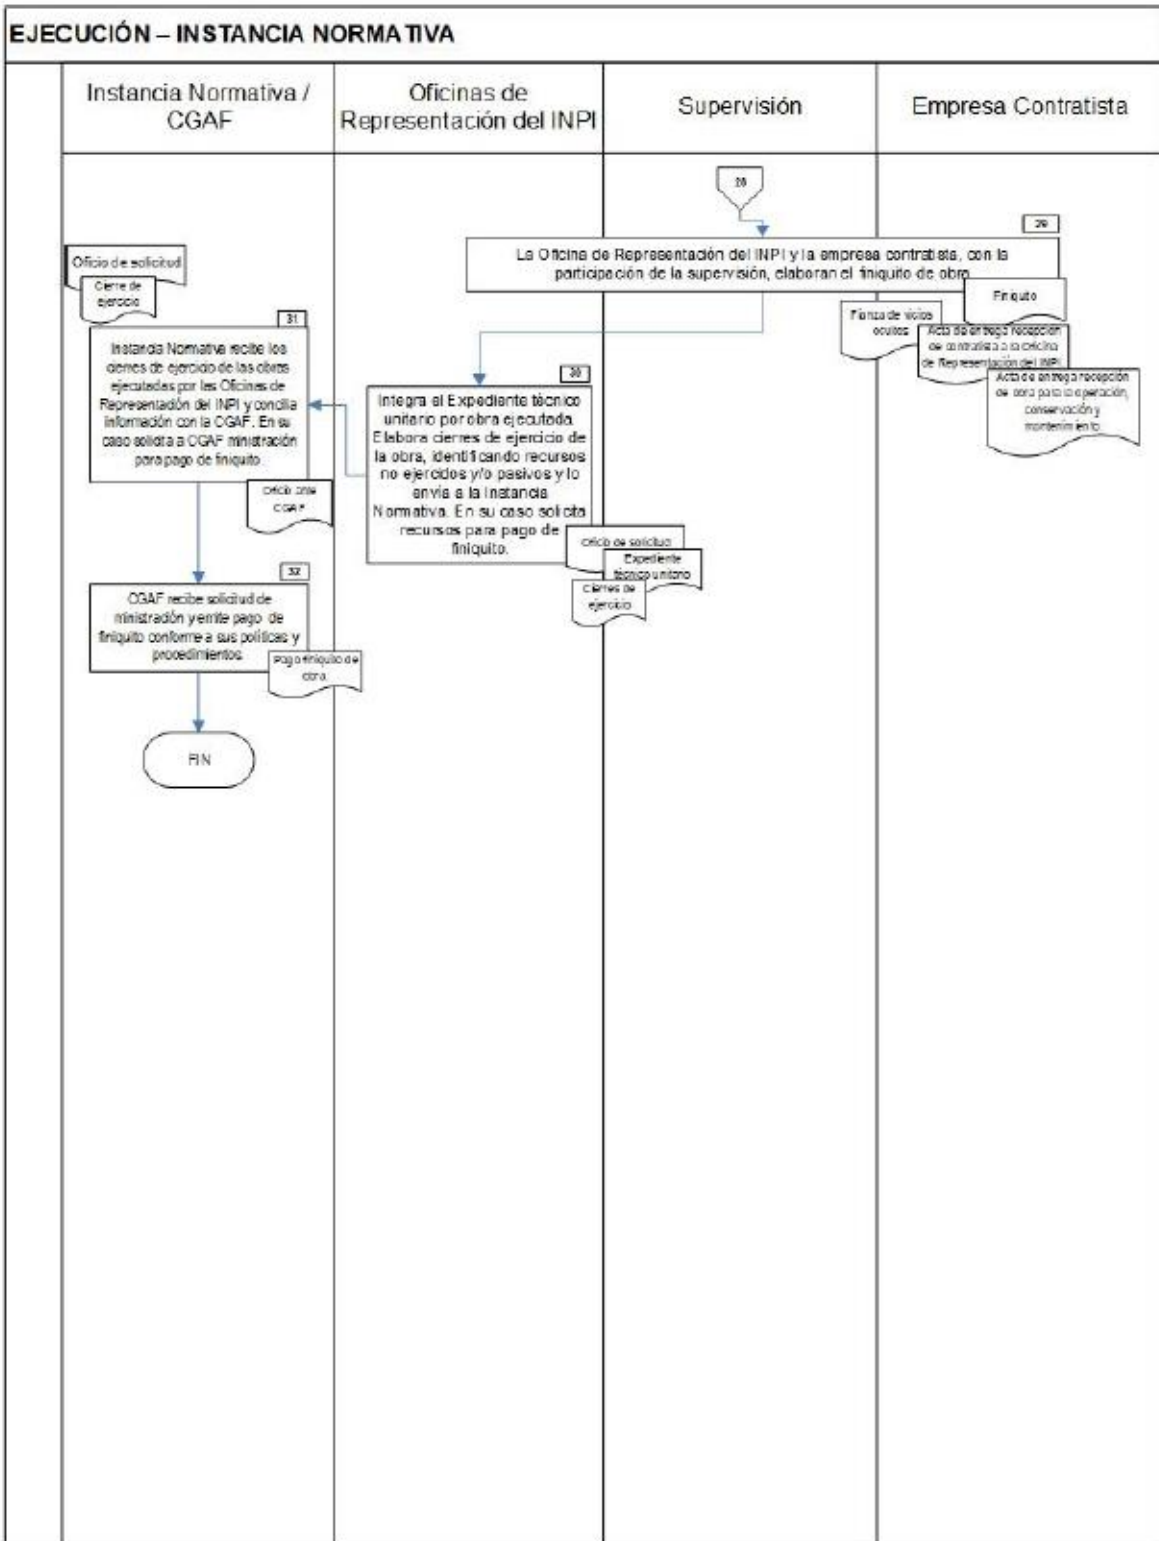 EJECUCIÓN – INSTANCIA NORMATIVA
Instancia Normativa /
CGAF
Oficinas de
Representación del INPI
Supervisión
Empresa Contratista
28
29
La Oficina de Representación del INPI y la empresa contratista, con la
participación de la supervisión, elaboran el finiquito de obra
Finiquito
Fianza de vicios
ocultos
Acta de entrega recepción
de contratista a la Oficina
de Representación del INPI
Acta de entrega recepción
de obra para la operación,
conservación y
mantenimiento
30
Integra el Expediente técnico
unitario por obra ejecutada
Elabora cierres de ejercicio de
la obra, identificando recursos
no ejercidos y/o pasivos y lo
envía a la Instancia
Normativa. En su caso solicita
recursos para pago de
finiquito.
Oficio de solicitud
Expediente
técnico unitario
Cierres de
ejercicio
Oficio de solicitud
Cierre de
ejercicio
31
Instancia Normativa recibe los
cierres de ejercicio de las obras
ejecutadas por las Oficinas de
Representación del INPI y concilia
información con la CGAF. En su
caso solicita a CGAF ministración
para pago de finiquito
Oficio ante
CGAF
32
CGAF recibe solicitud de
ministración y emite pago de
finiquito conforme a sus políticas y
procedimientos
Pago finiquito de
obra
FIN